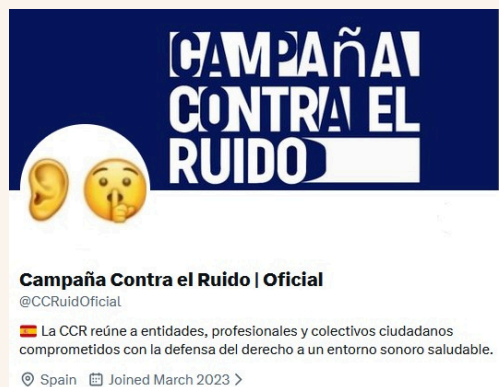 CAMPAñA
CONTRA EL
RUIDO
Campaña Contra el Ruido | Oficial
@CCRuidOficial
🇪🇸 La CCR reúne a entidades, profesionales y colectivos ciudadanos
comprometidos con la defensa del derecho a un entorno sonoro saludable.
Spain Joined March 2023